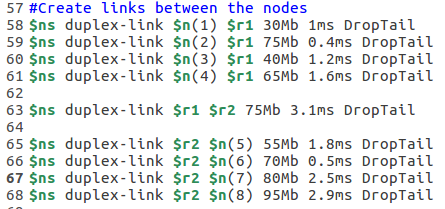 57 #Create links between the nodes
58 $ns duplex-link $n(1) $r1 30Mb 1ms DropTail
59 $ns duplex-link $n(2) $r1 75Mb 0.4ms DropTail
60 $ns duplex-link $n(3) $r1 40Mb 1.2ms DropTail
61 $ns duplex-link $n(4) $r1 65Mb 1.6ms DropTail
62
63 $ns duplex-link $r1 $r2 75Mb 3.1ms DropTail
64
65 $ns duplex-link $r2 $n(5) 55Mb 1.8ms DropTail
66 $ns duplex-link $r2 $n(6) 70Mb 0.5ms DropTail
67 $ns duplex-link $r2 $n(7) 80Mb 2.5ms DropTail
68 $ns duplex-link $r2 $n(8) 95Mb 2.9ms DropTail